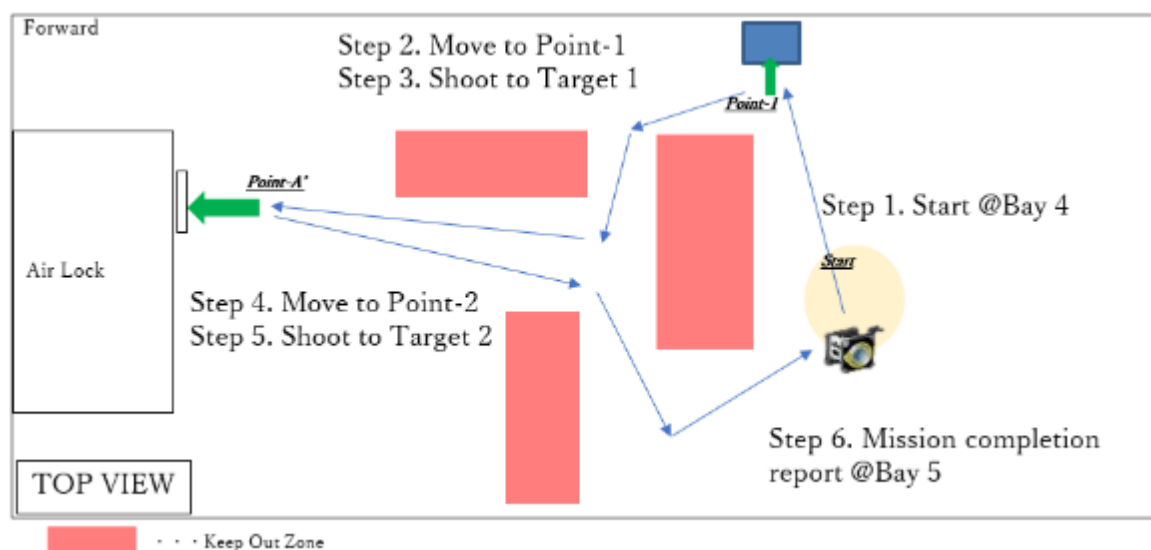 Forward
Step 2. Move to Point-1
Step 3. Shoot to Target 1
Point-1
Point-A'
Step 1. Start @Bay 4
Start
Air Lock
Step 4. Move to Point-2
Step 5. Shoot to Target 2
Step 6. Mission completion
report @Bay 5
TOP VIEW
・・・Keep Out Zone